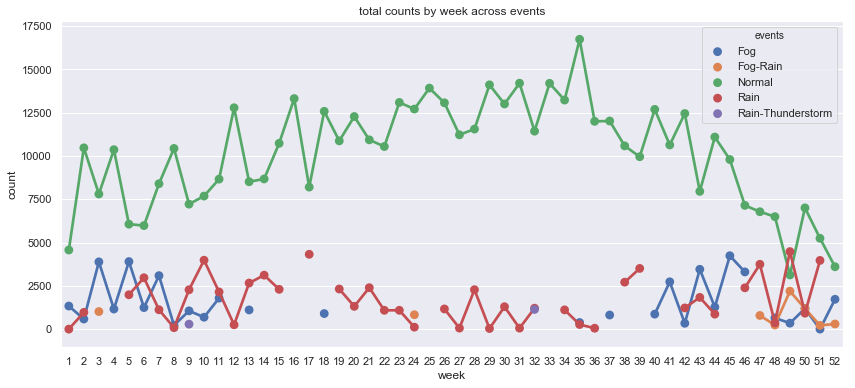 total counts by week across events
17500
15000
12500
10000
7500
5000
2500
0
count
events
Fog
Fog-Rain
Normal
Rain
Rain-Thunderstorm
1 2 3 4 5 6 7 8 9 10 11 12 13 14 15 16 17 18 19 20 21 22 23 24 25 26 27 28 29 30 31 32 33 34 35 36 37 38 39 40 41 42 43 44 45 46 47 48 49 50 51 52
week